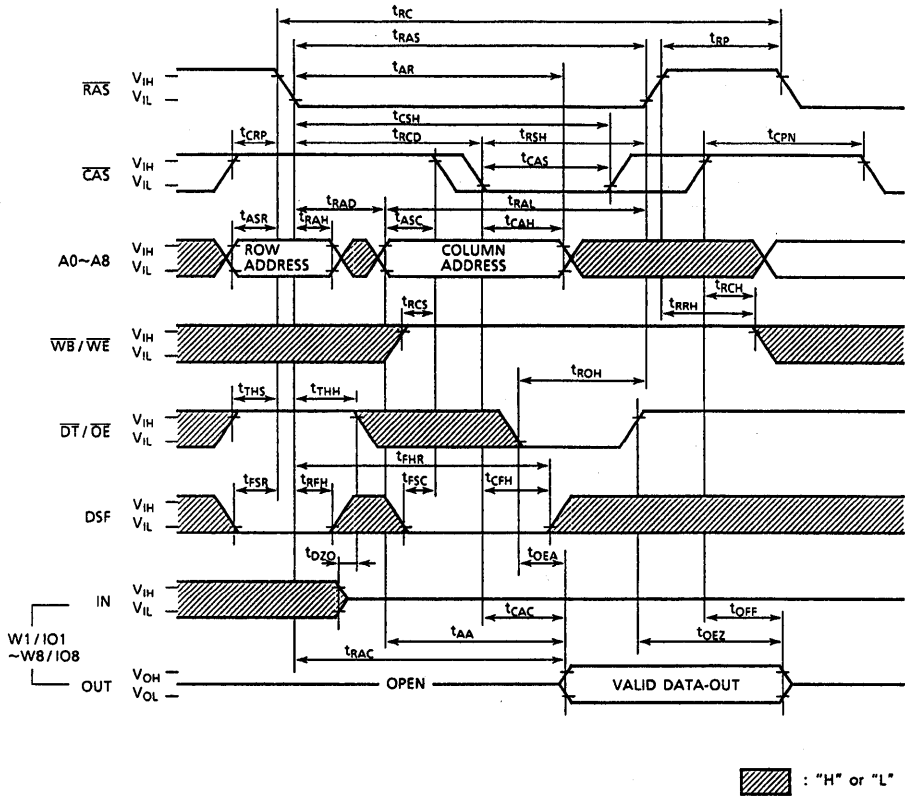 tRC
tRAS
tRP
tAR
RAS VIH
VIL
tCSH
tCRP tRCD tRSH tCPN
tCAS
CAS VIH
VIL
tRAD tRAL
tASR tRAH tASC tCAH
A0~A8 VIH
VIL
ROW
ADDRESS
COLUMN
ADDRESS
tRCH
tRCS tRRH
WB / WE VIH
VIL
tROH
tTHS tTHH
DT / OE VIH
VIL
tFHR
tFSR tRFH tFSC tCFH
DSF VIH
VIL
tDZO tOEA
IN VIH
VIL
tCAC tOFF
W1 / IO1
~W8 / IO8
tAA tOEZ
tRAC
OUT VOH
VOL
OPEN VALID DATA-OUT
: "H" or "L"